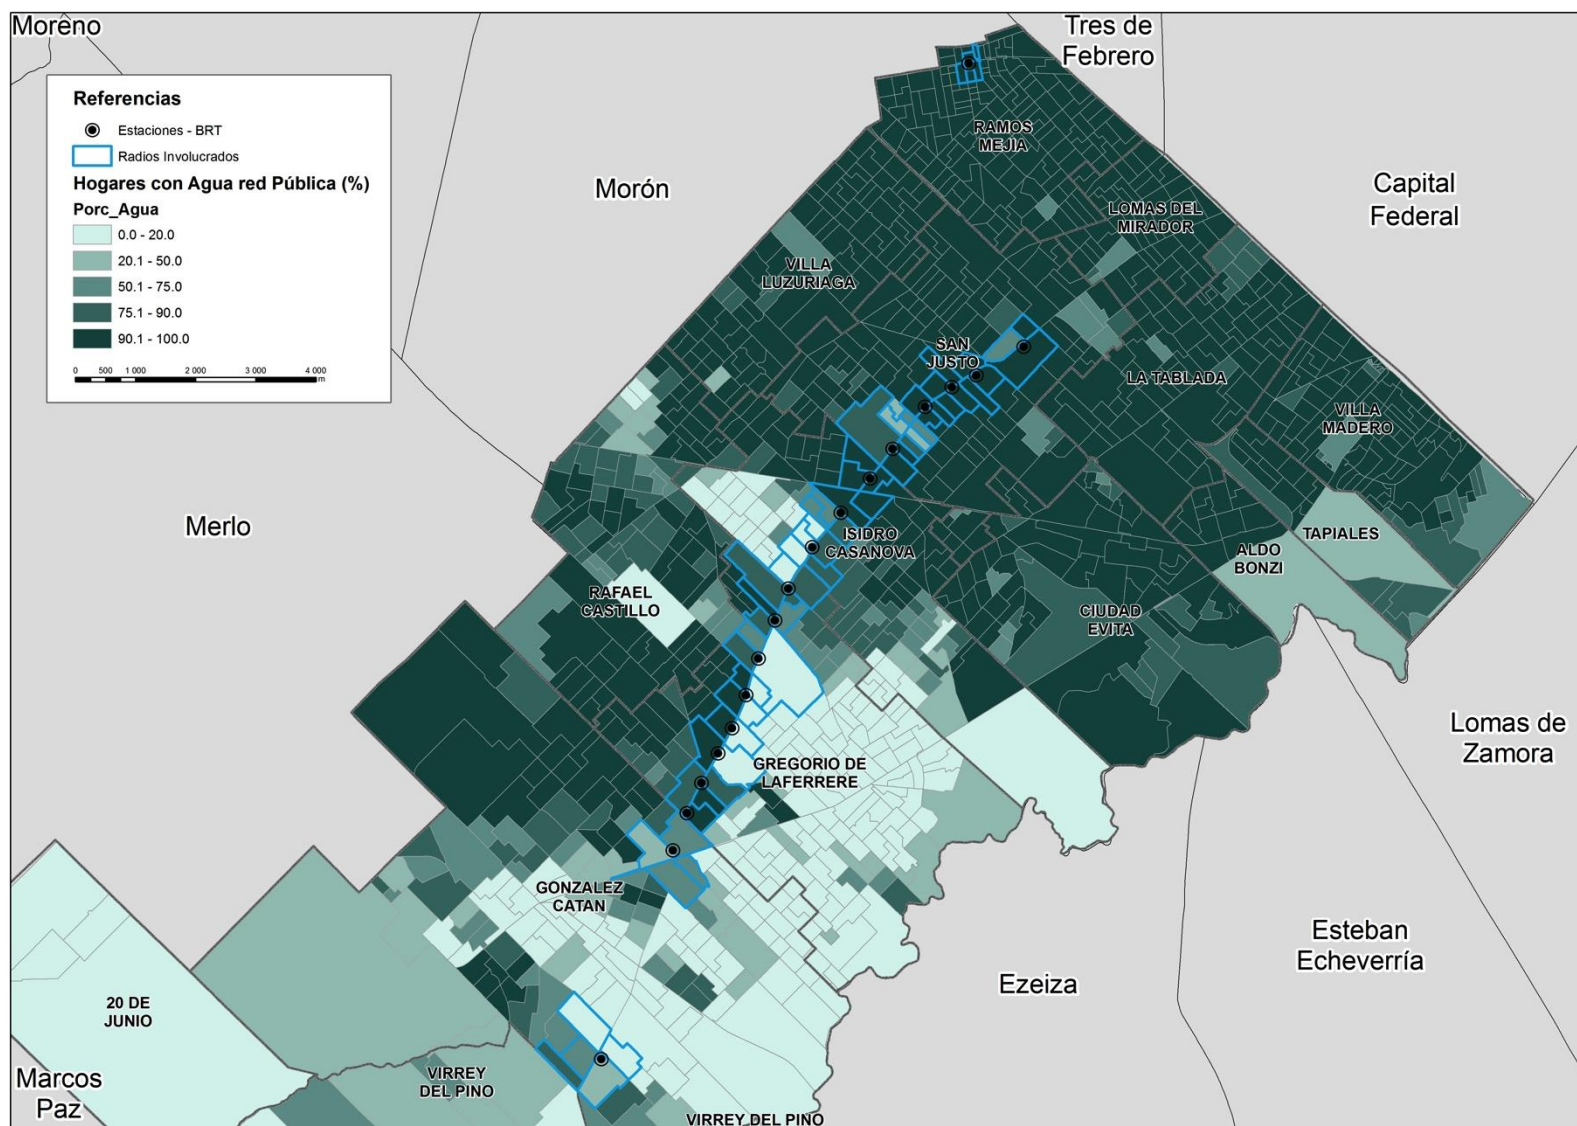 Moreno
Tres de
Febrero
Referencias
Estaciones - BRT
Radios Involucrados
Hogares con Agua red Pública (%)
Porc_Agua
0.0 - 20.0
20.1 - 50.0
50.1 - 75.0
75.1 - 90.0
90.1 - 100.0
0 500 1 000 2 000 3 000 4 000
m
RAMOS
MEJIA
Morón
Capital
Federal
LOMAS DEL
MIRADOR
VILLA
LUZURIAGA
SAN
JUSTO
LA TABLADA
VILLA
MADERO
Merlo
ISIDRO
CASANOVA
TAPIALES
ALDO
BONZI
RAFAEL
CASTILLO
CIUDAD
EVITA
Lomas de
Zamora
GREGORIO DE
LAFERRERE
GONZALEZ
CATAN
Esteban
Echeverría
Ezeiza
20 DE
JUNIO
Marcos
Paz
VIRREY
DEL PINO
VIRREY DEL PINO